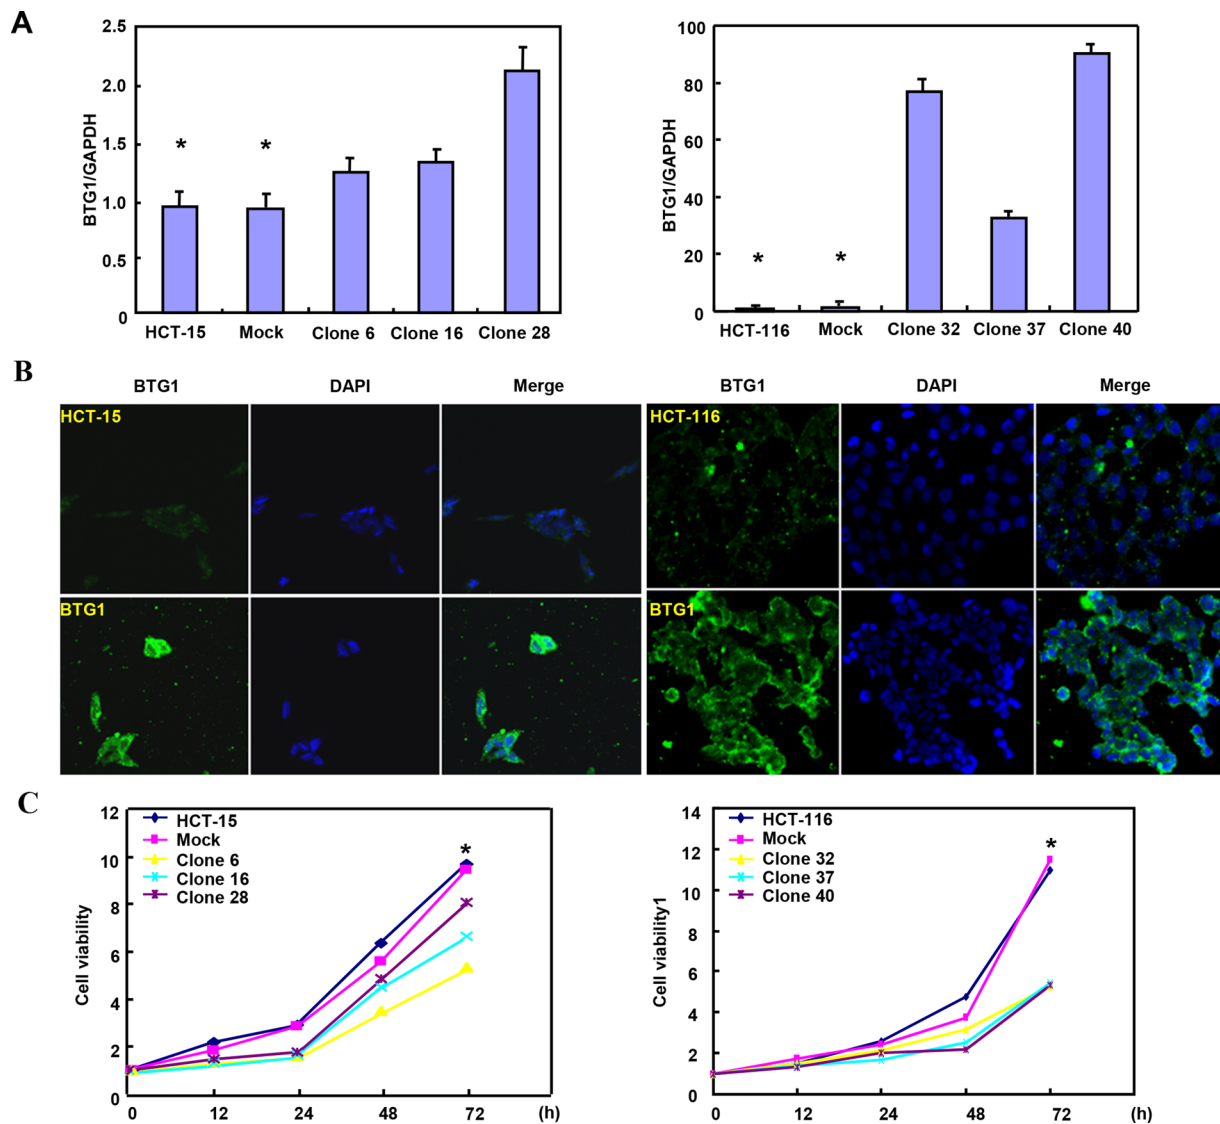 A
BTG1/GAPDH
2.5
2.0
1.5
1.0
0.5
0
* *
HCT-15 Mock Clone 6 Clone 16 Clone 28
BTG1/GAPDH
100
80
60
40
20
0
* *
HCT-116 Mock Clone 32 Clone 37 Clone 40
B
BTG1 DAPI Merge BTG1 DAPI Merge
HCT-15 HCT-116
BTG1 BTG1
C
Cell viability
12
10
8
6
4
2
0
HCT-15
Mock
Clone 6
Clone 16
Clone 28
*
0 12 24 48 72 (h)
Cell viability1
14
12
10
8
6
4
2
0
HCT-116
Mock
Clone 32
Clone 37
Clone 40
*
0 12 24 48 72 (h)